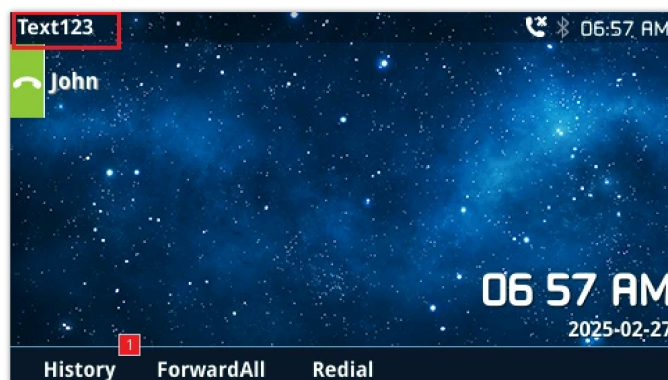 Text123 06:57 AM
John
06 57 AM
2025-02-27
1
History ForwardAll Redial